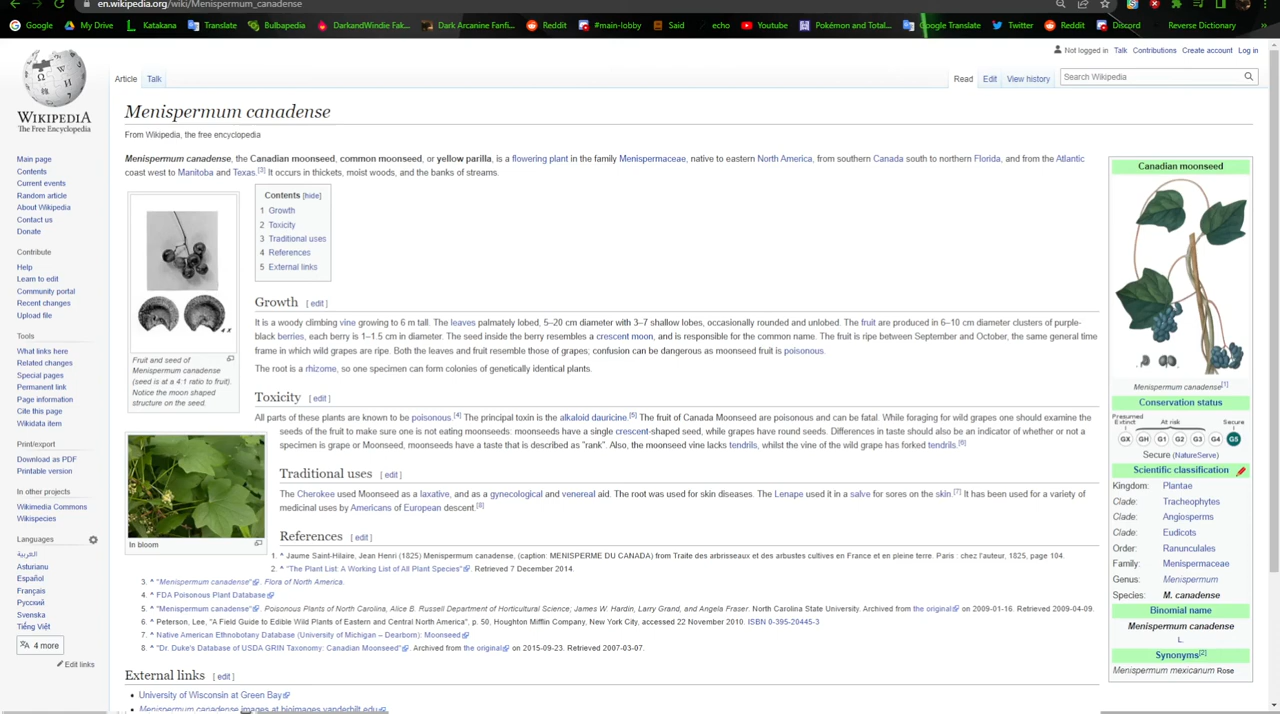 en.wikipedia.org/wiki/Menispermum_canadense
Google My Drive Katakana Translate Bulbapedia DarkandWindie Fak... Dark Arcanine Fanfi... Reddit #main-lobby Said echo Youtube Pokémon and Total... Google Translate Twitter Reddit Discord Reverse Dictionary »
Not logged in Talk Contributions Create account Log in
Article Talk Read Edit View history Search Wikipedia
WIKIPEDIA
The Free Encyclopedia
Main page
Contents
Current events
Random article
About Wikipedia
Contact us
Donate
Contribute
Help
Learn to edit
Community portal
Recent changes
Upload file
Tools
What links here
Related changes
Special pages
Permanent link
Page information
Cite this page
Wikidata item
Print/export
Download as PDF
Printable version
In other projects
Wikimedia Commons
Wikispecies
Languages
العربية
Asturianu
Español
Français
Русский
Svenska
Tiếng Việt
4 more
Edit links
Menispermum canadense
From Wikipedia, the free encyclopedia
Menispermum canadense, the Canadian moonseed, common moonseed, or yellow parilla, is a flowering plant in the family Menispermaceae, native to eastern North America, from southern Canada south to northern Florida, and from the Atlantic
coast west to Manitoba and Texas.[3] It occurs in thickets, moist woods, and the banks of streams.
Fruit and seed of
Menispermum canadense
(seed is at a 4:1 ratio to fruit).
Notice the moon shaped
structure on the seed.
Contents [hide]
1 Growth
2 Toxicity
3 Traditional uses
4 References
5 External links
Growth [ edit ]
It is a woody climbing vine growing to 6 m tall. The leaves palmately lobed, 5–20 cm diameter with 3–7 shallow lobes, occasionally rounded and unlobed. The fruit are produced in 6–10 cm diameter clusters of purple-
black berries, each berry is 1–1.5 cm in diameter. The seed inside the berry resembles a crescent moon, and is responsible for the common name. The fruit is ripe between September and October, the same general time
frame in which wild grapes are ripe. Both the leaves and fruit resemble those of grapes; confusion can be dangerous as moonseed fruit is poisonous.
The root is a rhizome, so one specimen can form colonies of genetically identical plants.
Toxicity [ edit ]
All parts of these plants are known to be poisonous.[4] The principal toxin is the alkaloid dauricine.[5] The fruit of Canada Moonseed are poisonous and can be fatal. While foraging for wild grapes one should examine the
seeds of the fruit to make sure one is not eating moonseeds: moonseeds have a single crescent-shaped seed, while grapes have round seeds. Differences in taste should also be an indicator of whether or not a
specimen is grape or Moonseed, moonseeds have a taste that is described as "rank". Also, the moonseed vine lacks tendrils, whilst the vine of the wild grape has forked tendrils.[6]
In bloom
Traditional uses [ edit ]
The Cherokee used Moonseed as a laxative, and as a gynecological and venereal aid. The root was used for skin diseases. The Lenape used it in a salve for sores on the skin.[7] It has been used for a variety of
medicinal uses by Americans of European descent.[8]
References [ edit ]
1. ^ Jaume Saint-Hilaire, Jean Henri (1825) Menispermum canadense, (caption: MENISPERME DU CANADA) from Traite des arbrisseaux et des arbustes cultives en France et en pleine terre. Paris : chez l'auteur, 1825, page 104.
2. ^ "The Plant List: A Working List of All Plant Species". Retrieved 7 December 2014.
3. ^ "Menispermum canadense". Flora of North America.
4. ^ FDA Poisonous Plant Database
5. ^ "Menispermum canadense". Poisonous Plants of North Carolina, Alice B. Russell Department of Horticultural Science; James W. Hardin, Larry Grand, and Angela Fraser. North Carolina State University. Archived from the original on 2009-01-16. Retrieved 2009-04-09.
6. ^ Peterson, Lee, "A Field Guide to Edible Wild Plants of Eastern and Central North America", p. 50, Houghton Mifflin Company, New York City, accessed 22 November 2010. ISBN 0-395-20445-3
7. ^ Native American Ethnobotany Database (University of Michigan – Dearborn): Moonseed
8. ^ "Dr. Duke's Database of USDA GRIN Taxonomy: Canadian Moonseed". Archived from the original on 2015-09-23. Retrieved 2007-03-07.
External links [ edit ]
• University of Wisconsin at Green Bay
• Menispermum canadense images at bioimages.vanderbilt.edu
Canadian moonseed
Menispermum canadense[1]
Conservation status
Presumed Extinct At risk Secure
GX GH G1 G2 G3 G4 G5
Secure (NatureServe)
Scientific classification
Kingdom: Plantae
Clade: Tracheophytes
Clade: Angiosperms
Clade: Eudicots
Order: Ranunculales
Family: Menispermaceae
Genus: Menispermum
Species: M. canadense
Binomial name
Menispermum canadense
L.
Synonyms[2]
Menispermum mexicanum Rose